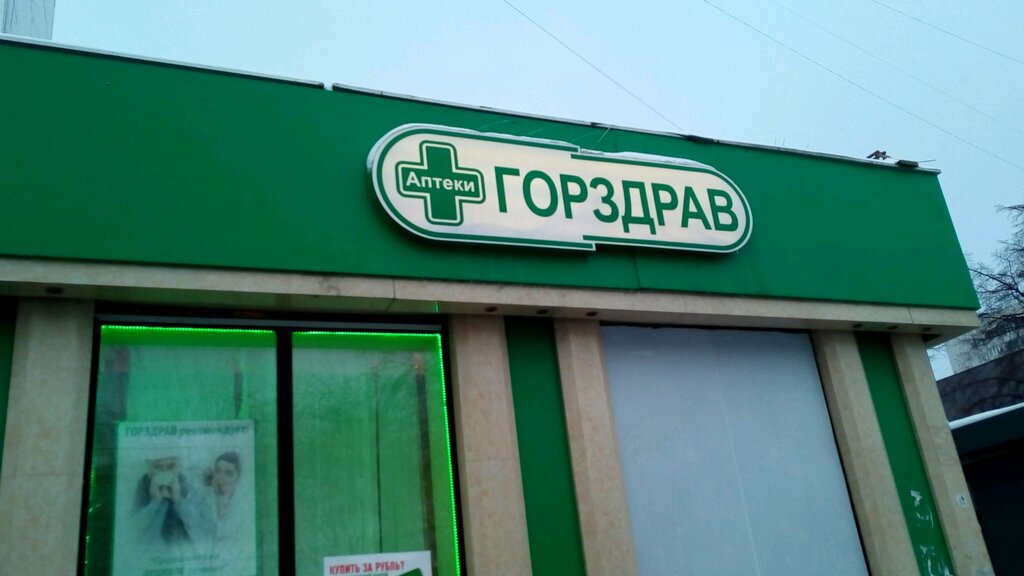 Аптеки
ГОРЗДРАВ
ГОРЗДРАВ рекомендует!
КУПИТЬ ЗА РУБЛЬ?